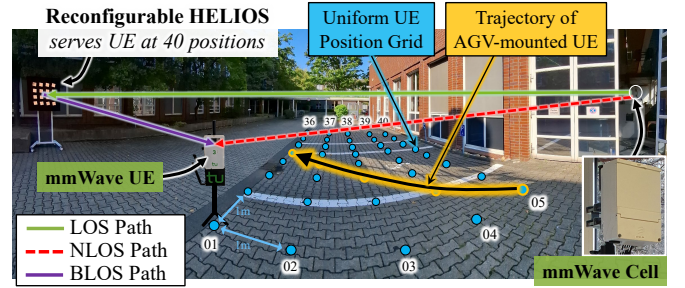 Reconfigurable HELIOS
serves UE at 40 positions
Uniform UE
Position Grid
Trajectory of
AGV-mounted UE
36 37 38 39 40
mmWave UE
tu
05
1m
01
04
LOS Path
NLOS Path
BLOS Path
1m
02
03
mmWave Cell